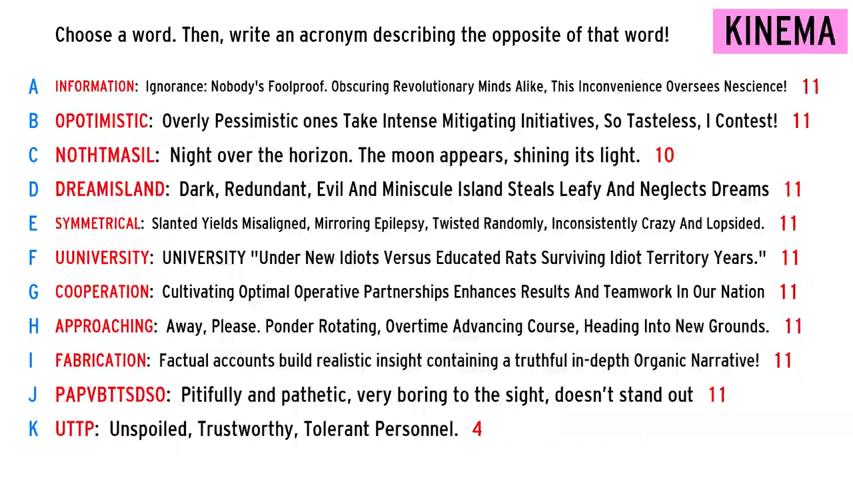 Choose a word. Then, write an acronym describing the opposite of that word!
KINEMA
A INFORMATION: Ignorance: Nobody's Foolproof. Obscuring Revolutionary Minds Alike, This Inconvenience Oversees Nescience! 11
B OPOTIMISTIC: Overly Pessimistic ones Take Intense Mitigating Initiatives, So Tasteless, I Contest! 11
C NOTHTMASIL: Night over the horizon. The moon appears, shining its light. 10
D DREAMISLAND: Dark, Redundant, Evil And Miniscule Island Steals Leafy And Neglects Dreams 11
E SYMMETRICAL: Slanted Yields Misaligned, Mirroring Epilepsy, Twisted Randomly, Inconsistently Crazy And Lopsided. 11
F UUNIVERSITY: UNIVERSITY "Under New Idiots Versus Educated Rats Surviving Idiot Territory Years." 11
G COOPERATION: Cultivating Optimal Operative Partnerships Enhances Results And Teamwork In Our Nation 11
H APPROACHING: Away, Please. Ponder Rotating, Overtime Advancing Course, Heading Into New Grounds. 11
I FABRICATION: Factual accounts build realistic insight containing a truthful in-depth Organic Narrative! 11
J PAPVBTTSDSO: Pitifully and pathetic, very boring to the sight, doesn't stand out 11
K UTTP: Unspoiled, Trustworthy, Tolerant Personnel. 4